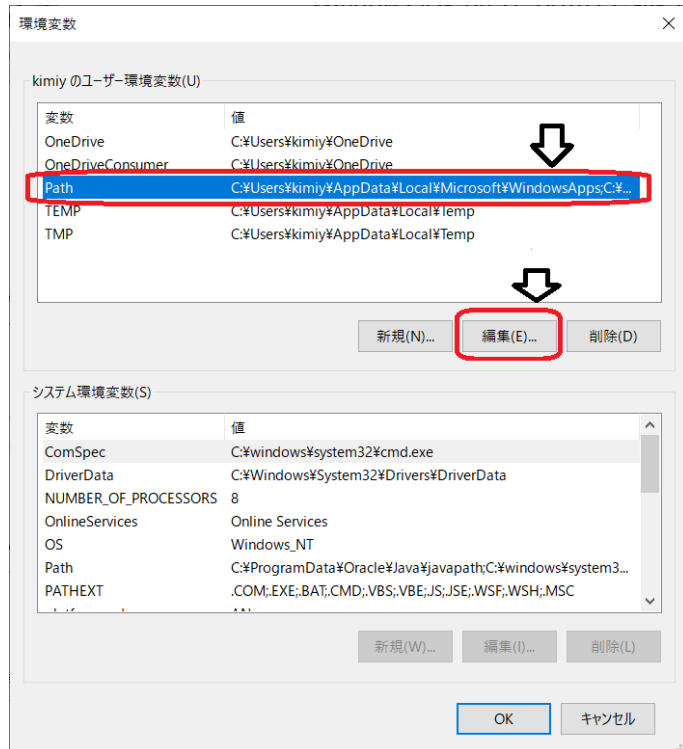 環境変数
kimiy のユーザー環境変数(U)
変数 値
OneDrive C:¥Users¥kimiy¥OneDrive
OneDriveConsumer C:¥Users¥kimiy¥OneDrive
Path C:¥Users¥kimiy¥AppData¥Local¥Microsoft¥WindowsApps;C:¥...
TEMP C:¥Users¥kimiy¥AppData¥Local¥Temp
TMP C:¥Users¥kimiy¥AppData¥Local¥Temp
新規(N)... 編集(E)... 削除(D)
システム環境変数(S)
変数 値
ComSpec C:¥windows¥system32¥cmd.exe
DriverData C:¥Windows¥System32¥Drivers¥DriverData
NUMBER_OF_PROCESSORS 8
OnlineServices Online Services
OS Windows_NT
Path C:¥ProgramData¥Oracle¥Java¥javapath;C:¥windows¥system3...
PATHEXT .COM;.EXE;.BAT;.CMD;.VBS;.VBE;.JS;.JSE;.WSF;.WSH;.MSC
新規(W)... 編集(I)... 削除(L)
OK キャンセル